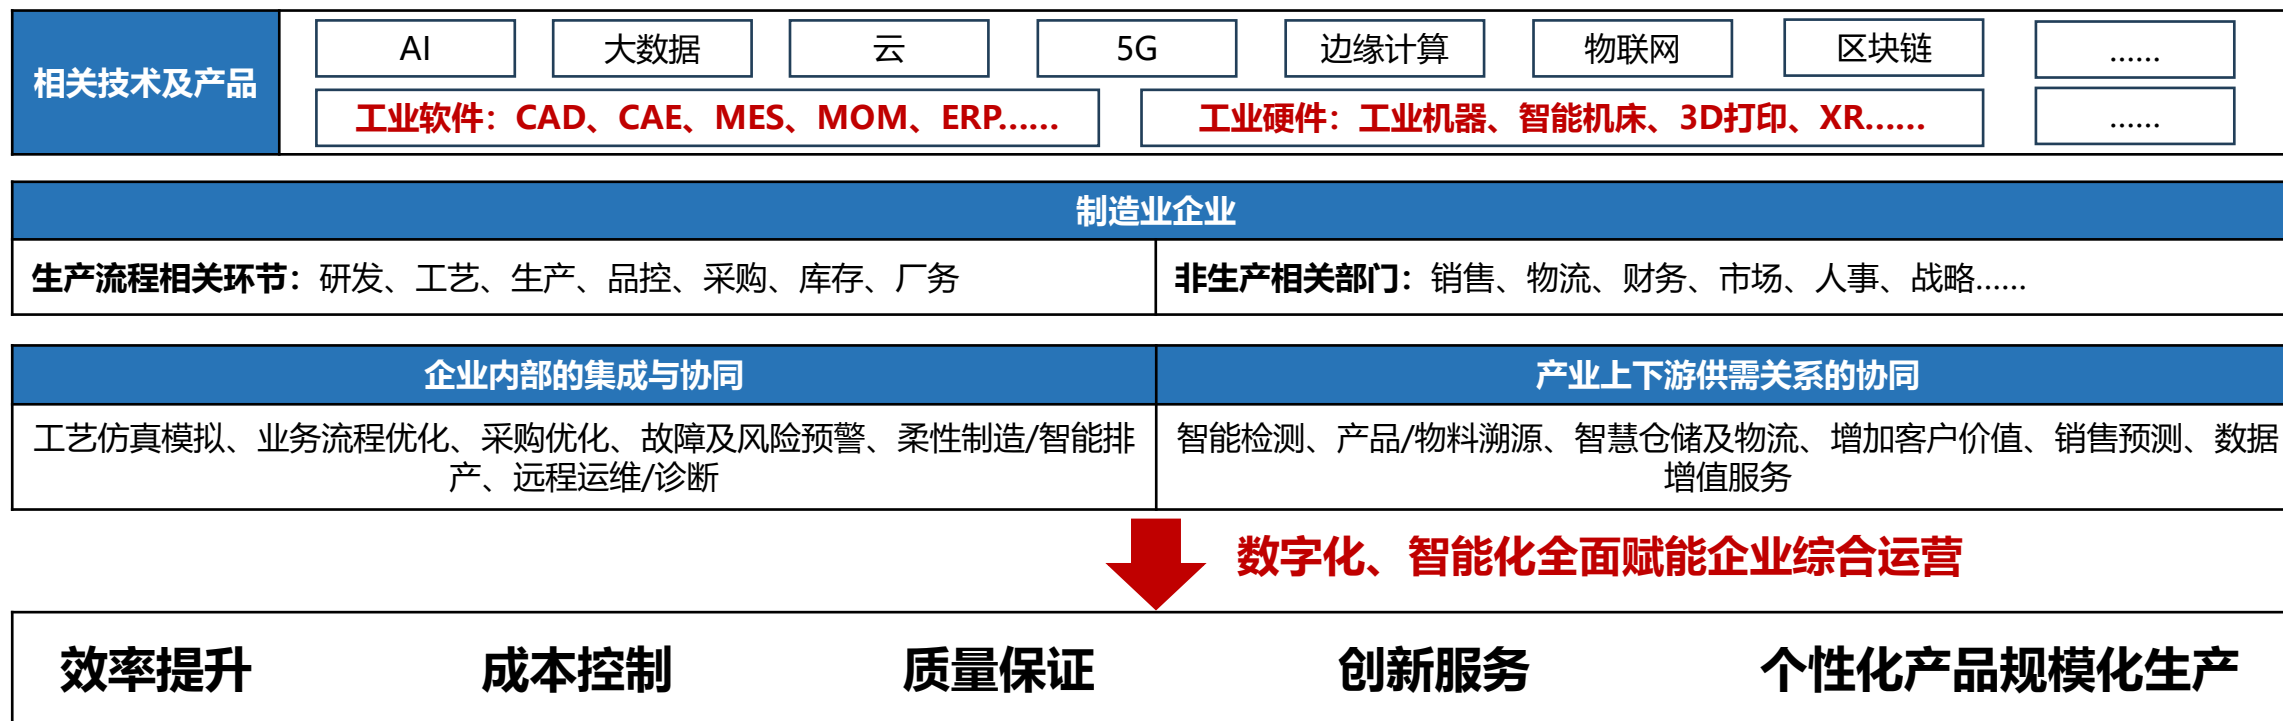 相关技术及产品
AI
大数据
云
5G
边缘计算
物联网
区块链
......
工业软件：CAD、CAE、MES、MOM、ERP......
工业硬件：工业机器、智能机床、3D打印、XR......
......
制造业企业
生产流程相关环节：研发、工艺、生产、品控、采购、库存、厂务
非生产相关部门：销售、物流、财务、市场、人事、战略......
企业内部的集成与协同
产业上下游供需关系的协同
工艺仿真模拟、业务流程优化、采购优化、故障及风险预警、柔性制造/智能排
产、远程运维/诊断
智能检测、产品/物料溯源、智慧仓储及物流、增加客户价值、销售预测、数据
增值服务
数字化、智能化全面赋能企业综合运营
效率提升
成本控制
质量保证
创新服务
个性化产品规模化生产